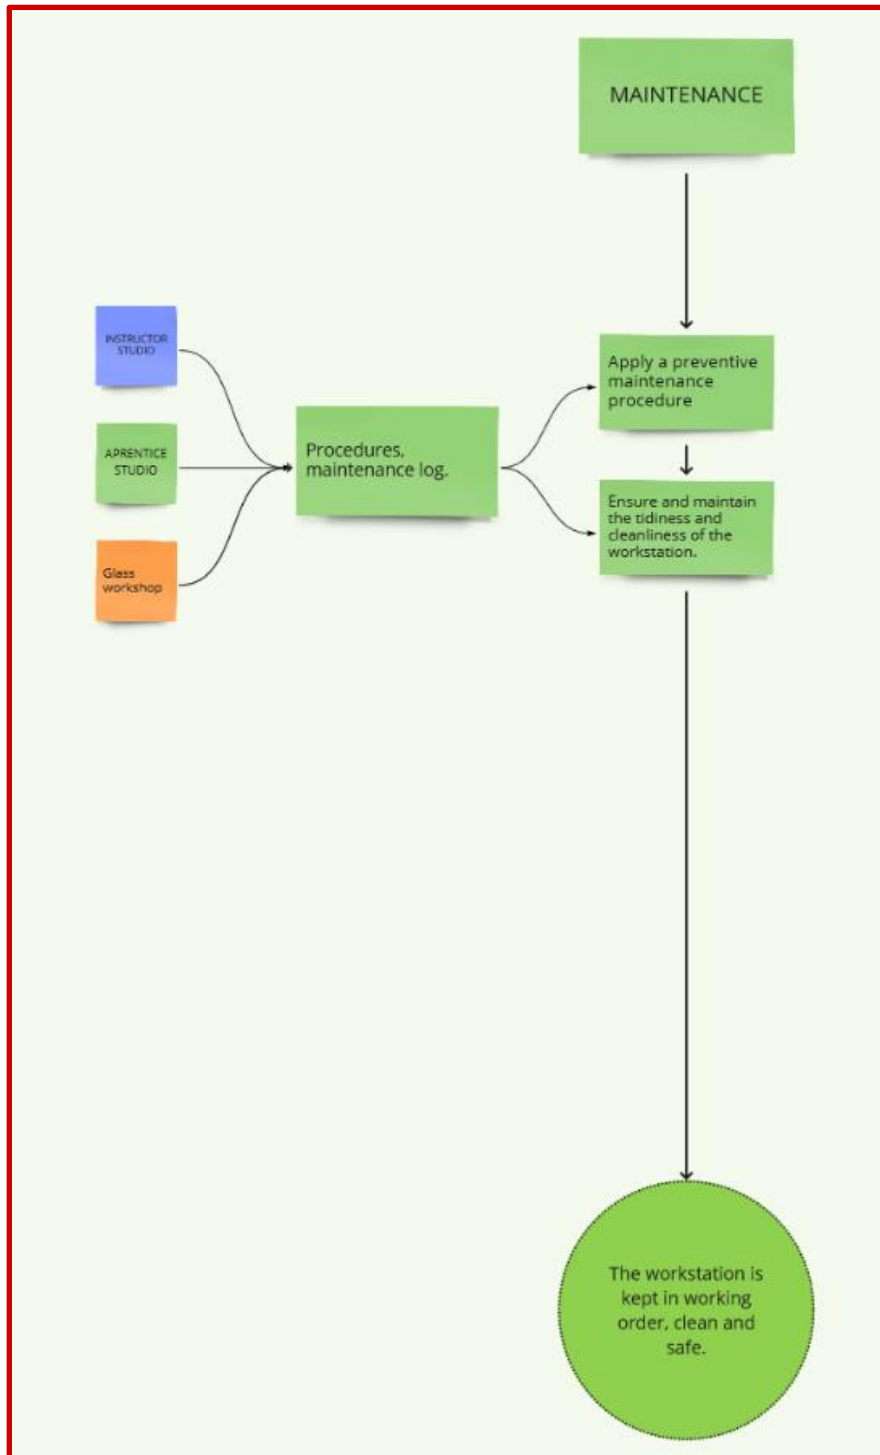 MAINTENANCE
INSTRUCTOR
STUDIO
APRENTICE
STUDIO
Glass
workshop
Procedures,
maintenance log.
Apply a preventive
maintenance
procedure
Ensure and maintain
the tidiness and
cleanliness of the
workstation.
The workstation is
kept in working
order, clean and
safe.